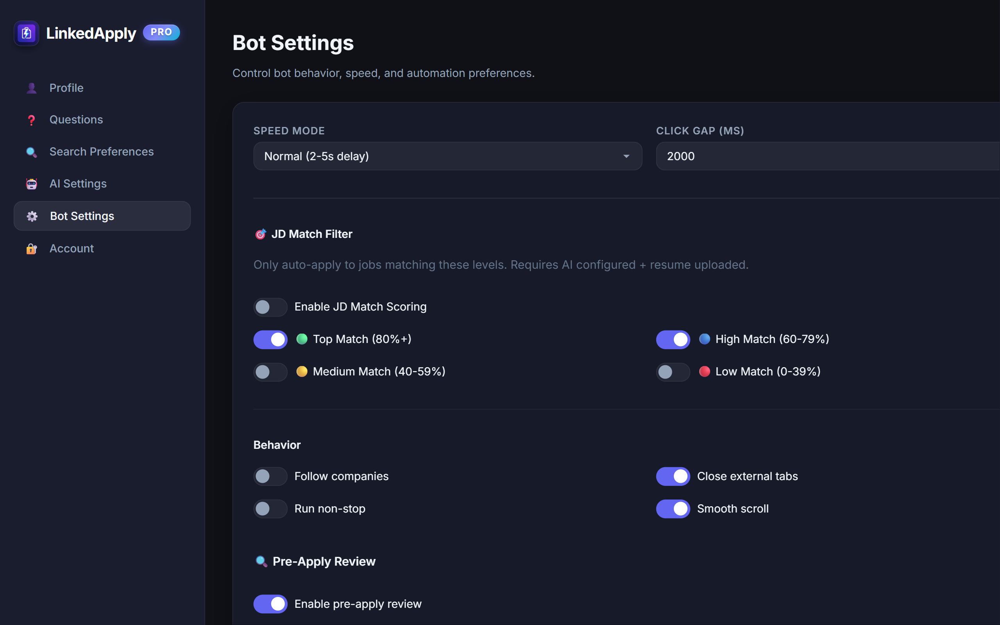 LinkedApply PRO
Profile
Questions
Search Preferences
AI Settings
Bot Settings
Account
Bot Settings
Control bot behavior, speed, and automation preferences.
SPEED MODE
Normal (2-5s delay)
CLICK GAP (MS)
2000
JD Match Filter
Only auto-apply to jobs matching these levels. Requires AI configured + resume uploaded.
Enable JD Match Scoring
Top Match (80%+)
High Match (60-79%)
Medium Match (40-59%)
Low Match (0-39%)
Behavior
Follow companies
Close external tabs
Run non-stop
Smooth scroll
Pre-Apply Review
Enable pre-apply review